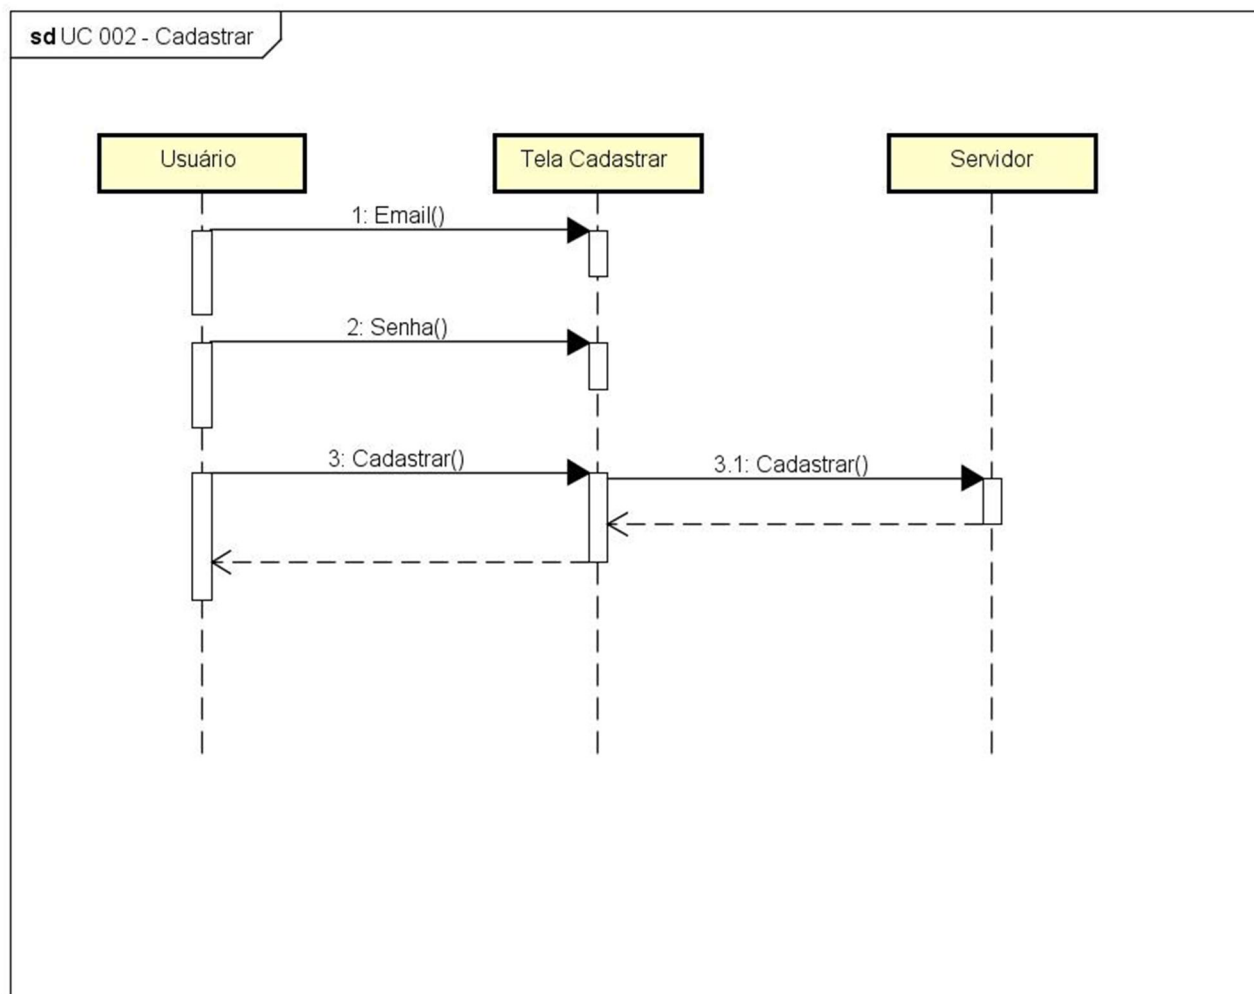 sd UC 002 - Cadastrar
Usuário
Tela Cadastrar
Servidor
1: Email()
2: Senha()
3: Cadastrar()
3.1: Cadastrar()